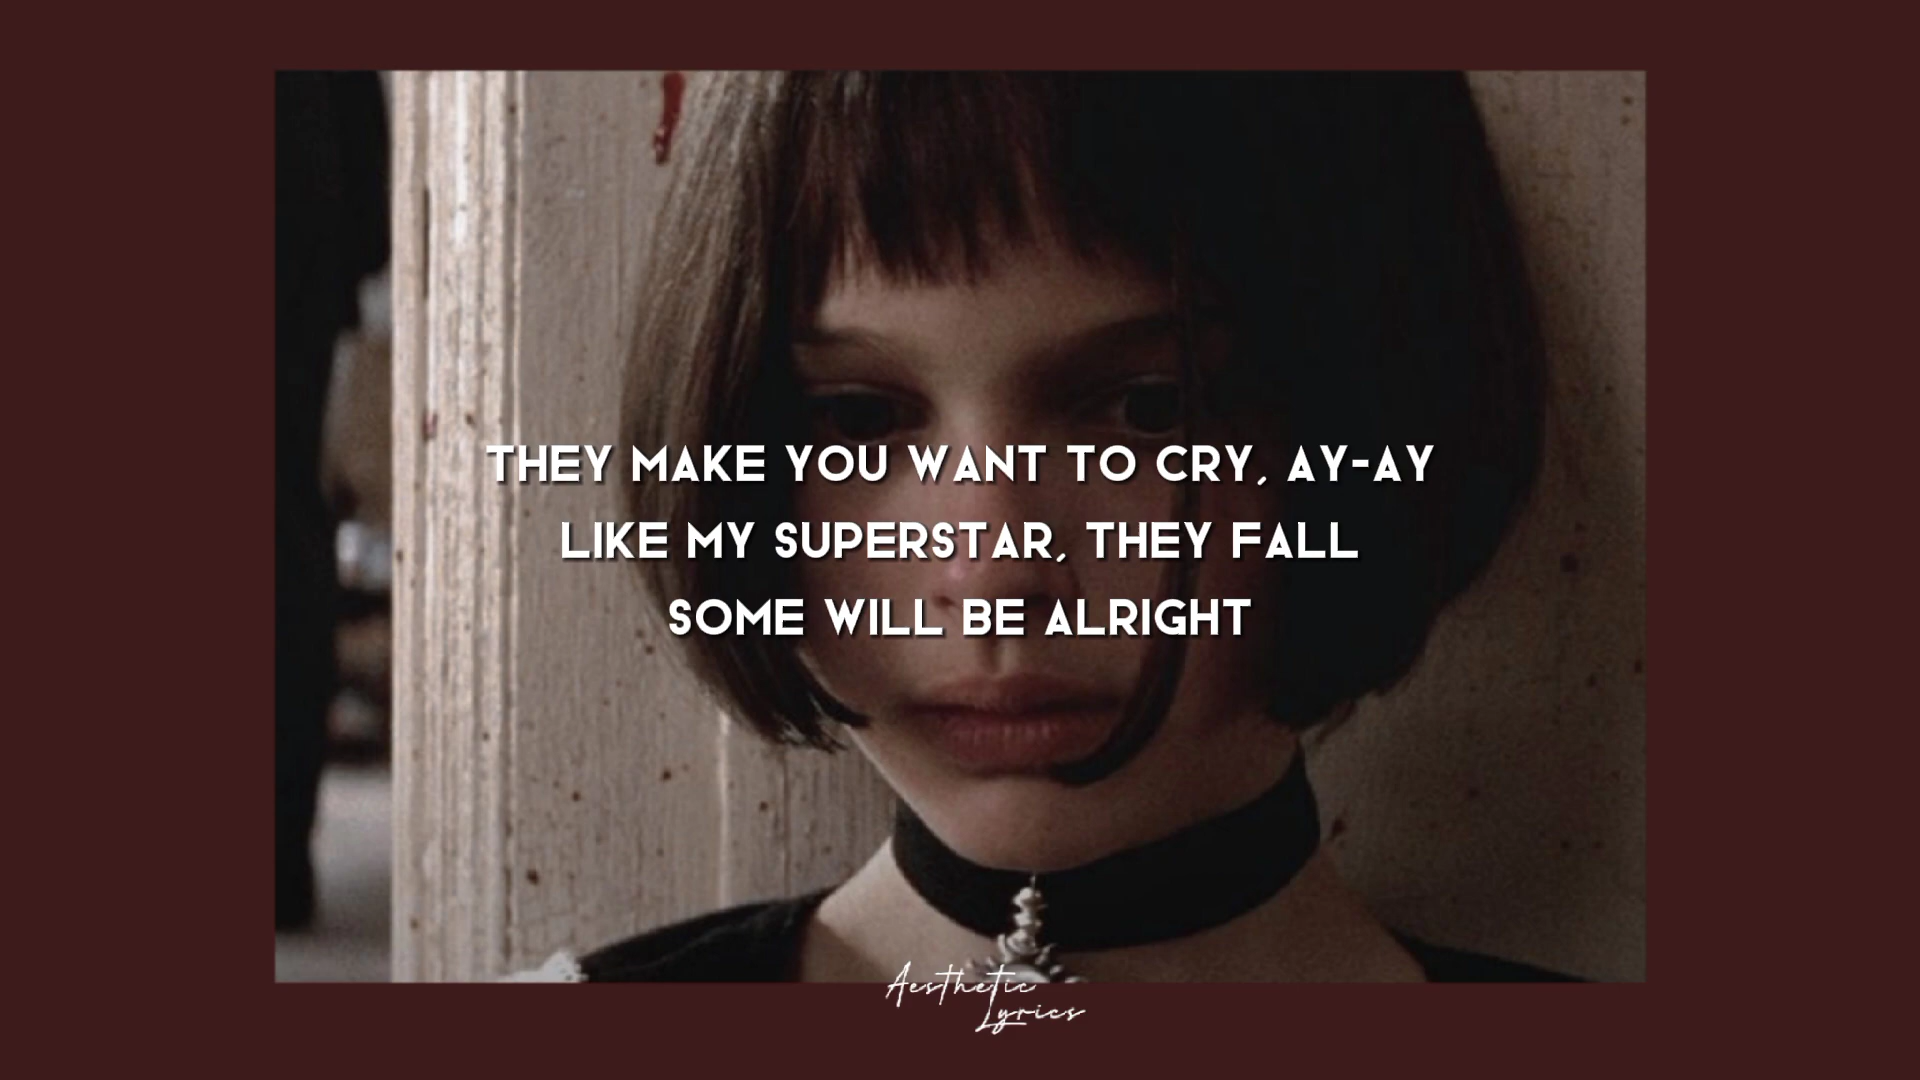 THEY MAKE YOU WANT TO CRY, AY-AY
LIKE MY SUPERSTAR, THEY FALL
SOME WILL BE ALRIGHT
Aesthetic
Lyrics